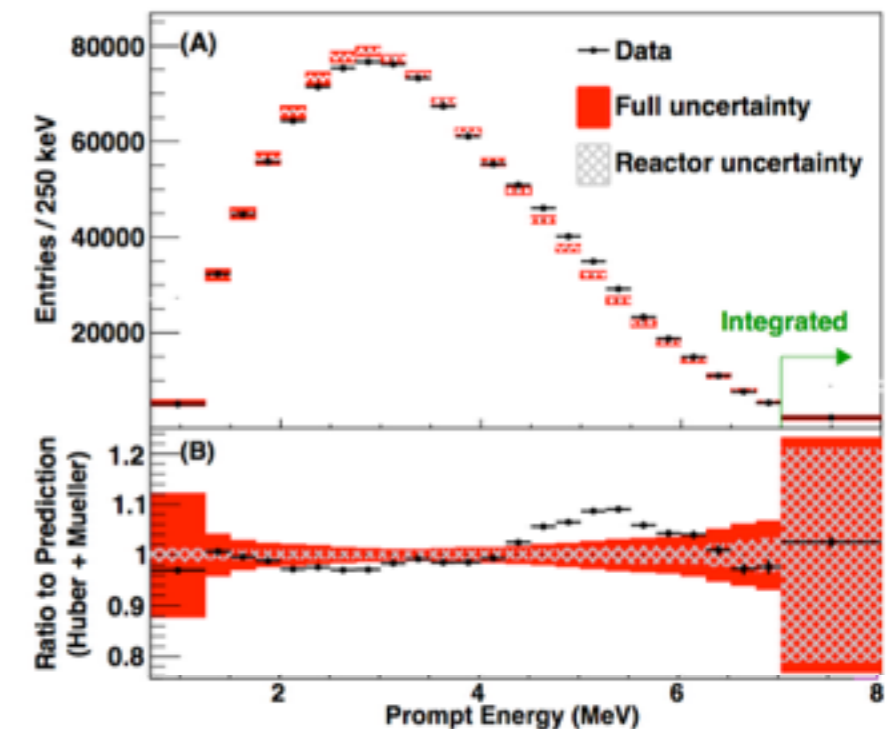 (A)
80000
60000
40000
20000
Entries / 250 keV
Data
Full uncertainty
Reactor uncertainty
Integrated
(B)
1.2
1.1
1
0.9
0.8
Ratio to Prediction
(Huber + Mueller)
2 4 6 8
Prompt Energy (MeV)